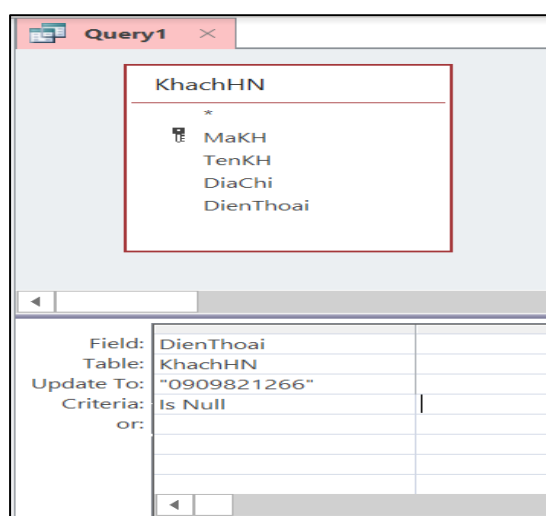 Query1
KhachHN
*
MaKH
TenKH
DiaChi
DienThoai
Field: DienThoai
Table: KhachHN
Update To: "0909821266"
Criteria: Is Null
or: